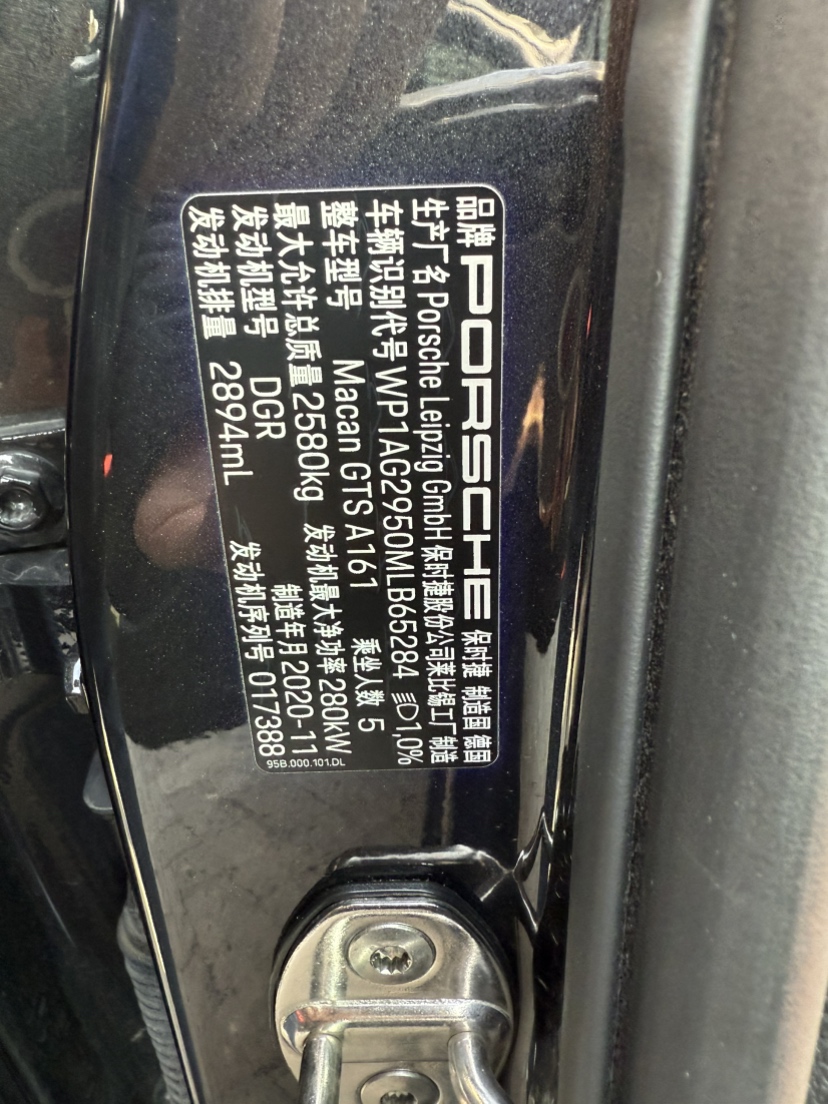 品牌 PORSCHE 保时捷 制造国 德国
生产厂名 Porsche Leipzig GmbH 保时捷股份公司莱比锡工厂 制造
车辆识别代号 WP1AG2950MLB65284 1,0%
整车型号 Macan GTS A161 乘坐人数 5
最大允许总质量 2580kg 发动机最大净功率 280kW
发动机型号 DGR 制造年月 2020-11
发动机排量 2894mL 发动机序列号 017388
95B.000.101.DL